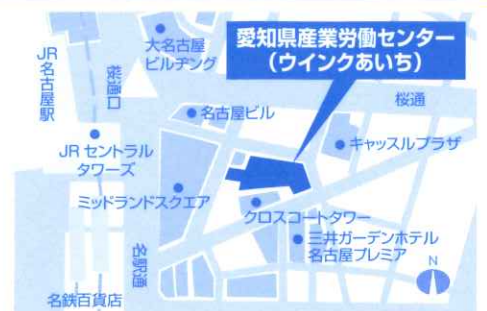 愛知県産業労働センター
（ウインクあいち）
大名古屋
ビルヂング
JR名古屋駅
桜通口
桜通
名古屋ビル
キャッスルプラザ
JR セントラル
タワーズ
ミッドランドスクエア
クロスコートタワー
三井ガーデンホテル
名古屋プレミア
名駅通
名鉄百貨店
N